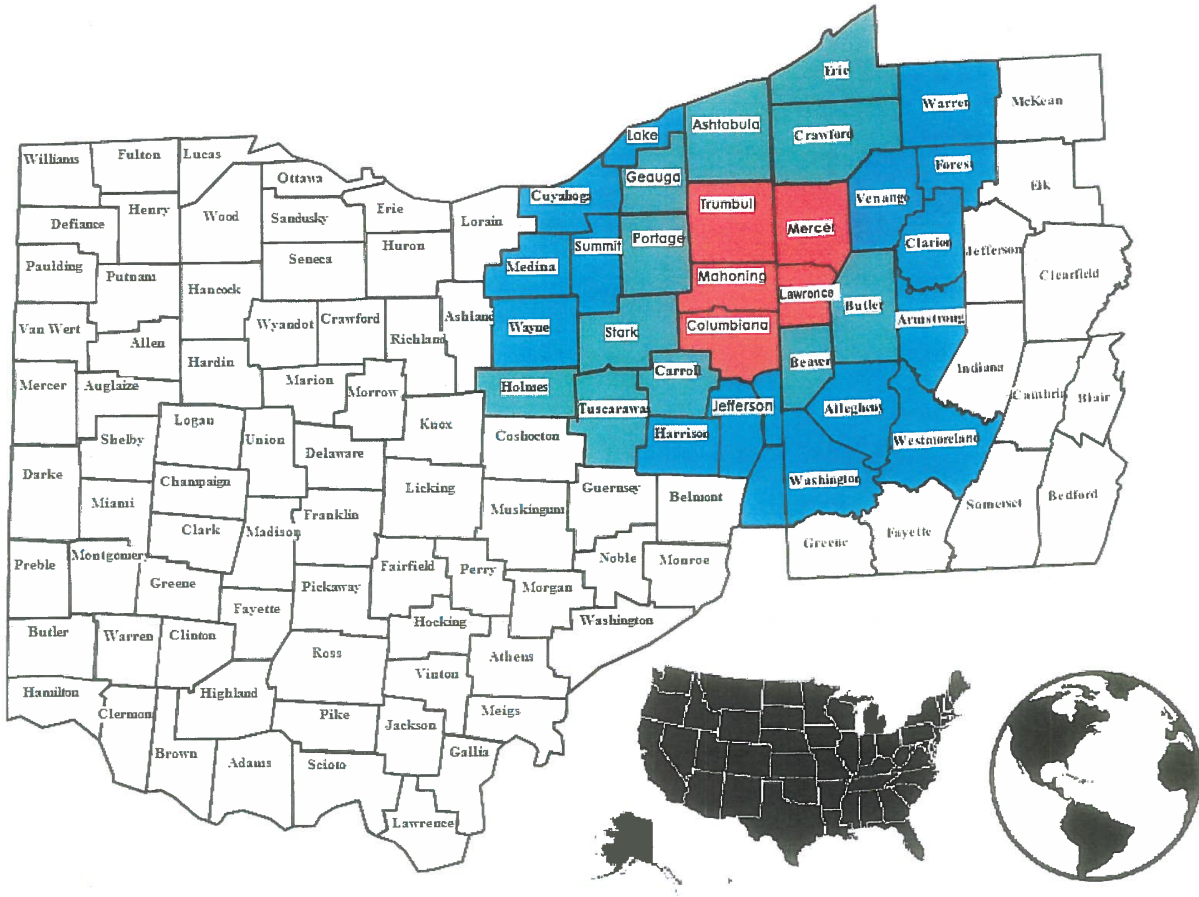 Erie
Warren
McKean
Lake
Ashtabula
Crawford
Williams
Fulton
Lucas
Ottawa
Geauga
Forest
Elk
Defiance
Henry
Wood
Sandusky
Erie
Lorain
Cuyahoga
Trumbul
Mercer
Venango
Clarion
Jefferson
Paulding
Putnam
Seneca
Huron
Medina
Summit
Portage
Mahoning
Clearfield
Hancock
Lawrence
Butler
Armstrong
Van Wert
Allen
Wyandot
Crawford
Richland
Ashland
Wayne
Stark
Columbiana
Hardin
Beaver
Indiana
Mercer
Auglaize
Marion
Morrow
Holmes
Carroll
Cambria
Blair
Logan
Union
Knox
Coshocton
Tuscarawa
Jefferson
Allegheny
Shelby
Delaware
Harrison
Westmoreland
Darke
Champaign
Licking
Guernsey
Belmont
Washington
Miami
Franklin
Muskingum
Somerset
Bedford
Clark
Madison
Greene
Fayette
Preble
Montgomery
Greene
Pickaway
Fairfield
Perry
Morgan
Noble
Monroe
Fayette
Hocking
Washington
Butler
Warren
Clinton
Ross
Athens
Hamilton
Highland
Vinton
Clermon
Pike
Jackson
Meigs
Brown
Adams
Scioto
Gallia
Lawrence